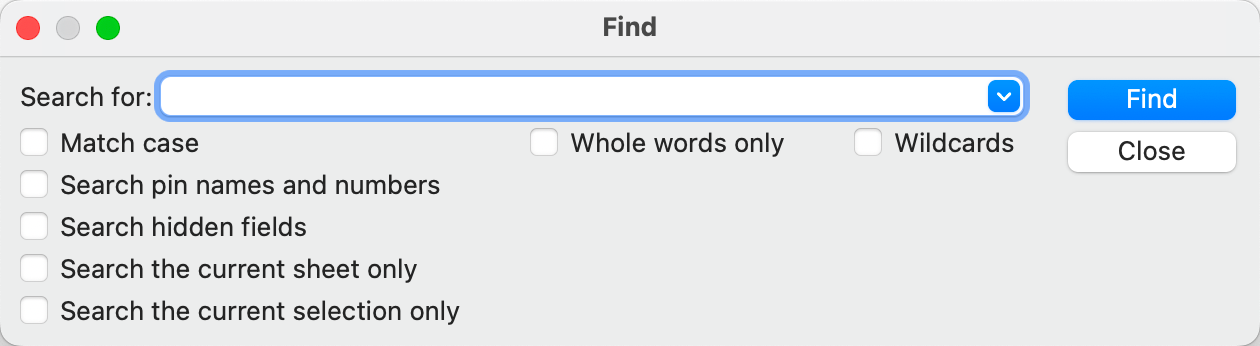 Find
Search for:
Find
Match case
Whole words only
Wildcards
Close
Search pin names and numbers
Search hidden fields
Search the current sheet only
Search the current selection only